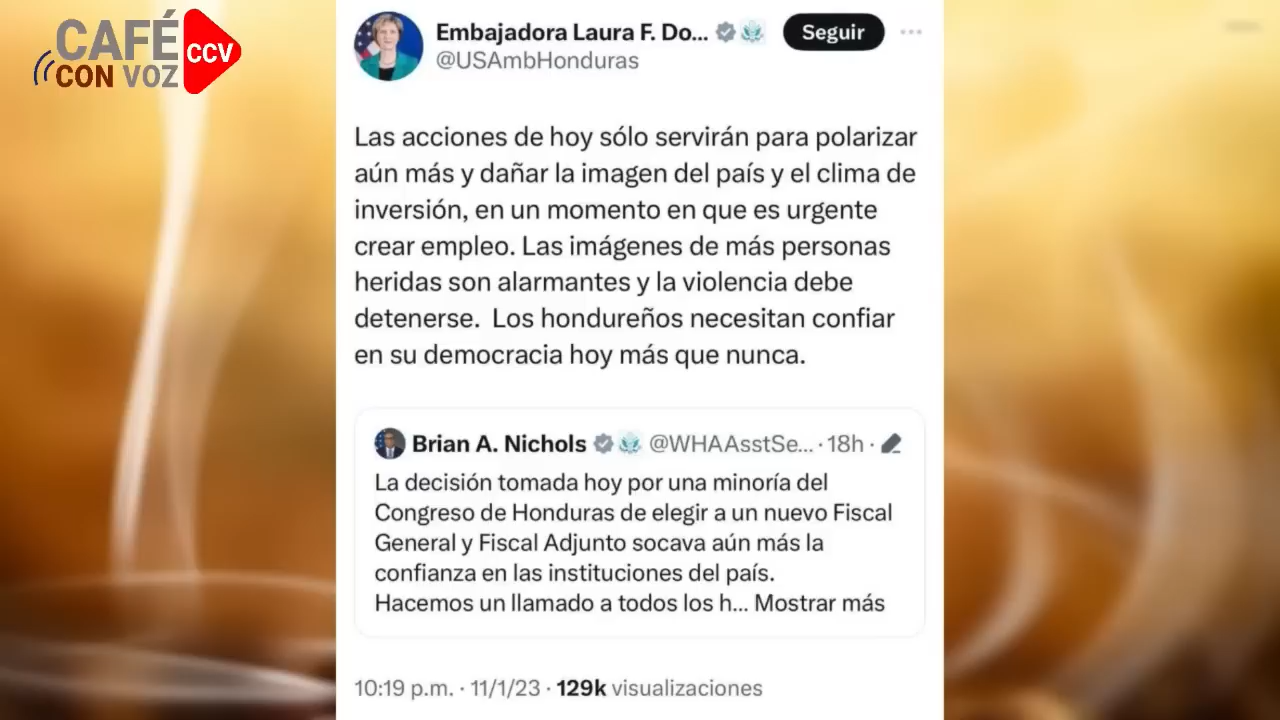 CAFÉ
CON VOZ
CCV
Embajadora Laura F. Do...
Seguir
@USAmbHonduras
Las acciones de hoy sólo servirán para polarizar
aún más y dañar la imagen del país y el clima de
inversión, en un momento en que es urgente
crear empleo. Las imágenes de más personas
heridas son alarmantes y la violencia debe
detenerse.  Los hondureños necesitan confiar
en su democracia hoy más que nunca.
Brian A. Nichols @WHAAsstSe... · 18h ·
La decisión tomada hoy por una minoría del
Congreso de Honduras de elegir a un nuevo Fiscal
General y Fiscal Adjunto socava aún más la
confianza en las instituciones del país.
Hacemos un llamado a todos los h... Mostrar más
10:19 p.m. · 11/1/23 · 129k visualizaciones